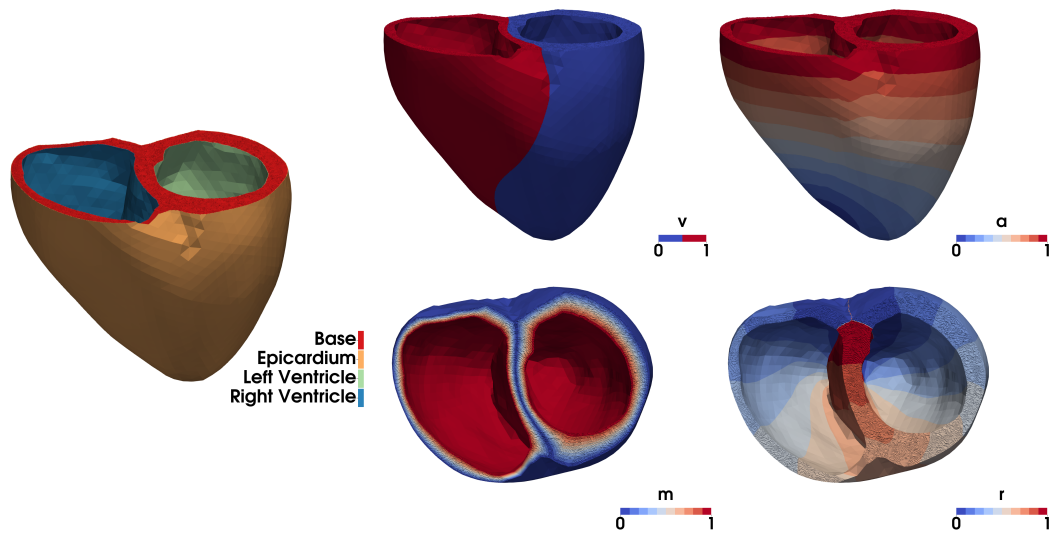 v
0 1
a
0 1
Base
Epicardium
Left Ventricle
Right Ventricle
m
0 1
r
0 1